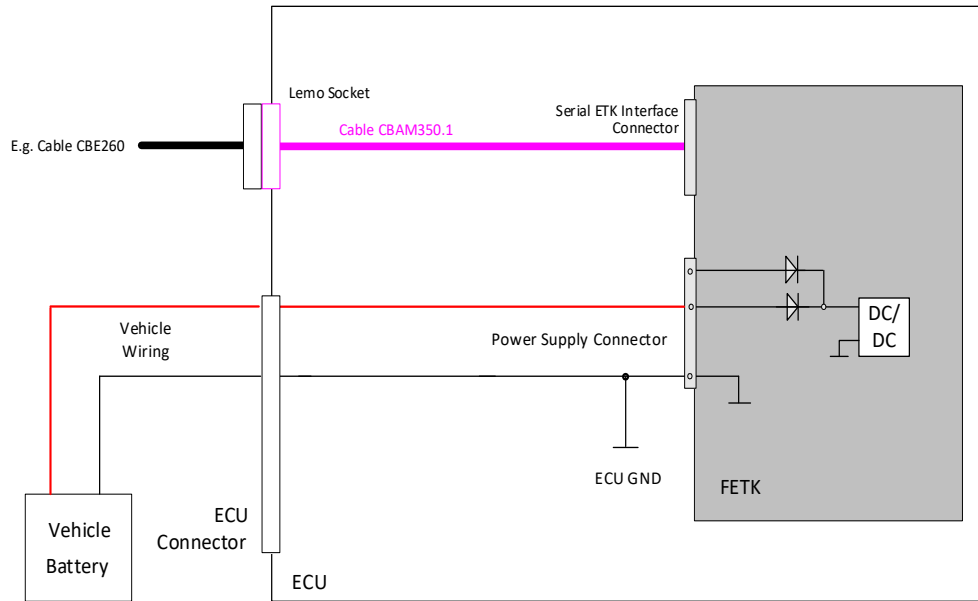 Lemo Socket
Cable CBAM350.1
Serial ETK Interface
Connector
E.g. Cable CBE260
Vehicle
Wiring
Power Supply Connector
DC/
DC
ECU GND
FETK
ECU
Connector
Vehicle
Battery
ECU